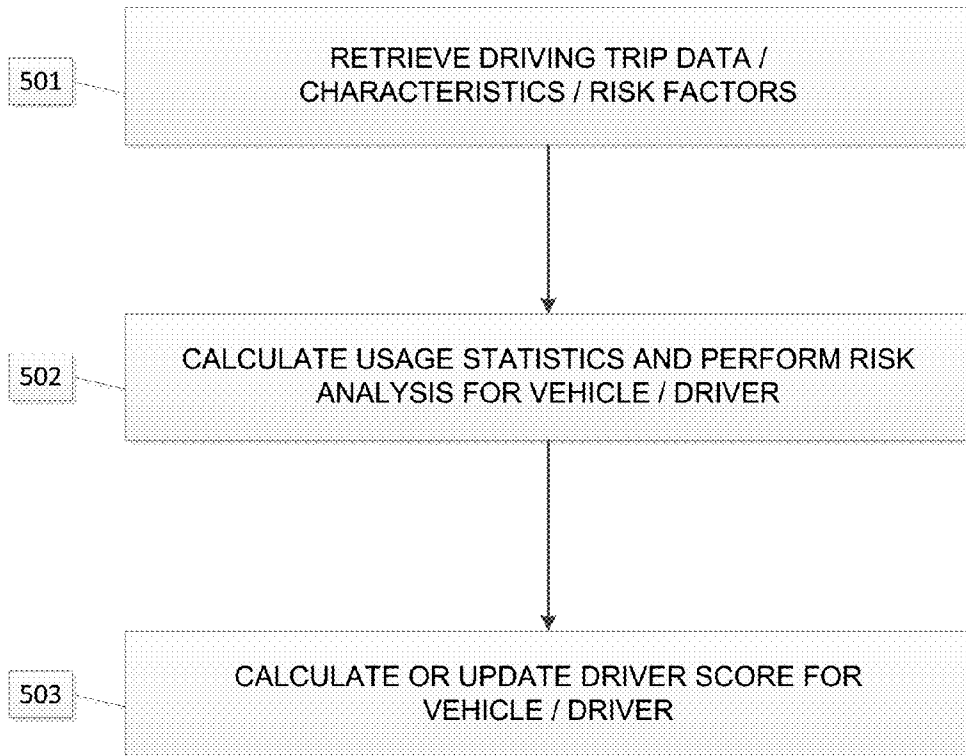 501
RETRIEVE DRIVING TRIP DATA /
CHARACTERISTICS / RISK FACTORS
502
CALCULATE USAGE STATISTICS AND PERFORM RISK
ANALYSIS FOR VEHICLE / DRIVER
503
CALCULATE OR UPDATE DRIVER SCORE FOR
VEHICLE / DRIVER